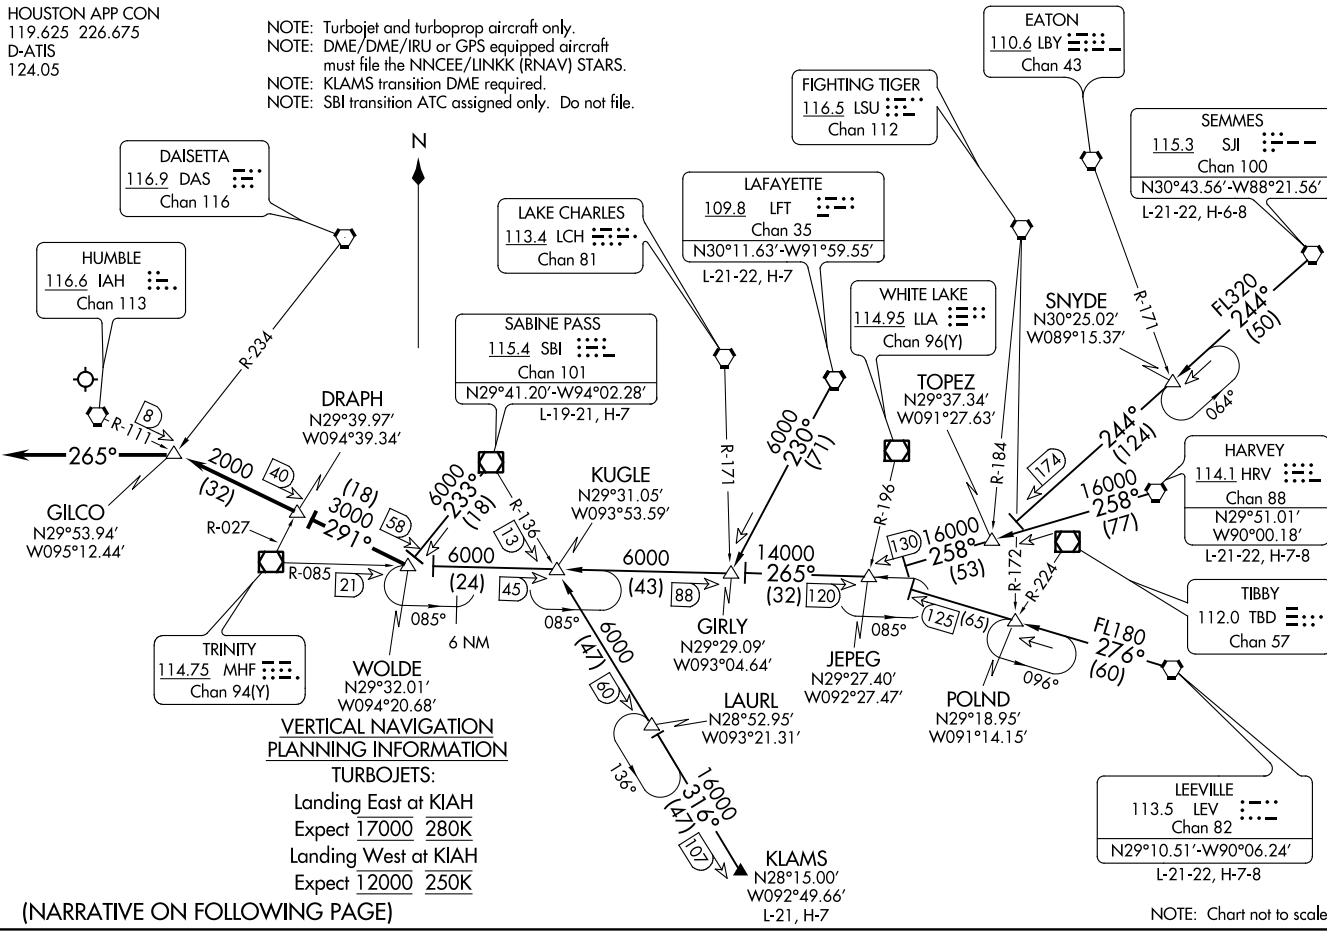 HOUSTON APP CON
119.625 226.675
D-ATIS
124.05
NOTE: Turbojet and turboprop aircraft only.
NOTE: DME/DME/IRU or GPS equipped aircraft
must file the NNCEE/LINKK (RNAV) STARS.
NOTE: KLAMS transition DME required.
NOTE: SBI transition ATC assigned only. Do not file.
N
EATON
110.6 LBY
Chan 43
FIGHTING TIGER
116.5 LSU
Chan 112
SEMMES
115.3 SJI
Chan 100
N30°43.56'-W88°21.56'
L-21-22, H-6-8
DAISETTA
116.9 DAS
Chan 116
LAFAYETTE
109.8 LFT
Chan 35
N30°11.63'-W91°59.55'
L-21-22, H-7
LAKE CHARLES
113.4 LCH
Chan 81
HUMBLE
116.6 IAH
Chan 113
WHITE LAKE
114.95 LLA
Chan 96(Y)
SABINE PASS
115.4 SBI
Chan 101
N29°41.20'-W94°02.28'
L-19-21, H-7
SNYDE
N30°25.02'
W089°15.37'
R-171
FL320
244°
(50)
064°
R-234
DRAPH
N29°39.97'
W094°39.34'
TOPEZ
N29°37.34'
W091°27.63'
244°
(124)
174
R-184
HARVEY
114.1 HRV
Chan 88
N29°51.01'
W90°00.18'
L-21-22, H-7-8
16000
258°
(77)
8
R-111
265°
2000
(32)
40
GILCO
N29°53.94'
W095°12.44'
R-027
(18)
3000
291°
58
6000
233°
(18)
R-136
13
KUGLE
N29°31.05'
W093°53.59'
R-171
6000
230°
(71)
R-196
130
16000
258°
(53)
R-172
R-224
R-085
21
6000
(24)
45
6000
(43)
88
14000
265°
(32)
120
125
(65)
TIBBY
112.0 TBD
Chan 57
085°
6 NM
085°
085°
096°
FL180
276°
(60)
TRINITY
114.75 MHF
Chan 94(Y)
WOLDE
N29°32.01'
W094°20.68'
GIRLY
N29°29.09'
W093°04.64'
JEPEG
N29°27.40'
W092°27.47'
POLND
N29°18.95'
W091°14.15'
6000
(47)
60
LAURL
N28°52.95'
W093°21.31'
136°
16000
316°
(47)
107
KLAMS
N28°15.00'
W092°49.66'
L-21, H-7
LEEVILLE
113.5 LEV
Chan 82
N29°10.51'-W90°06.24'
L-21-22, H-7-8
VERTICAL NAVIGATION
PLANNING INFORMATION
TURBOJETS:
Landing East at KIAH
Expect 17000 280K
Landing West at KIAH
Expect 12000 250K
(NARRATIVE ON FOLLOWING PAGE)
NOTE: Chart not to scale